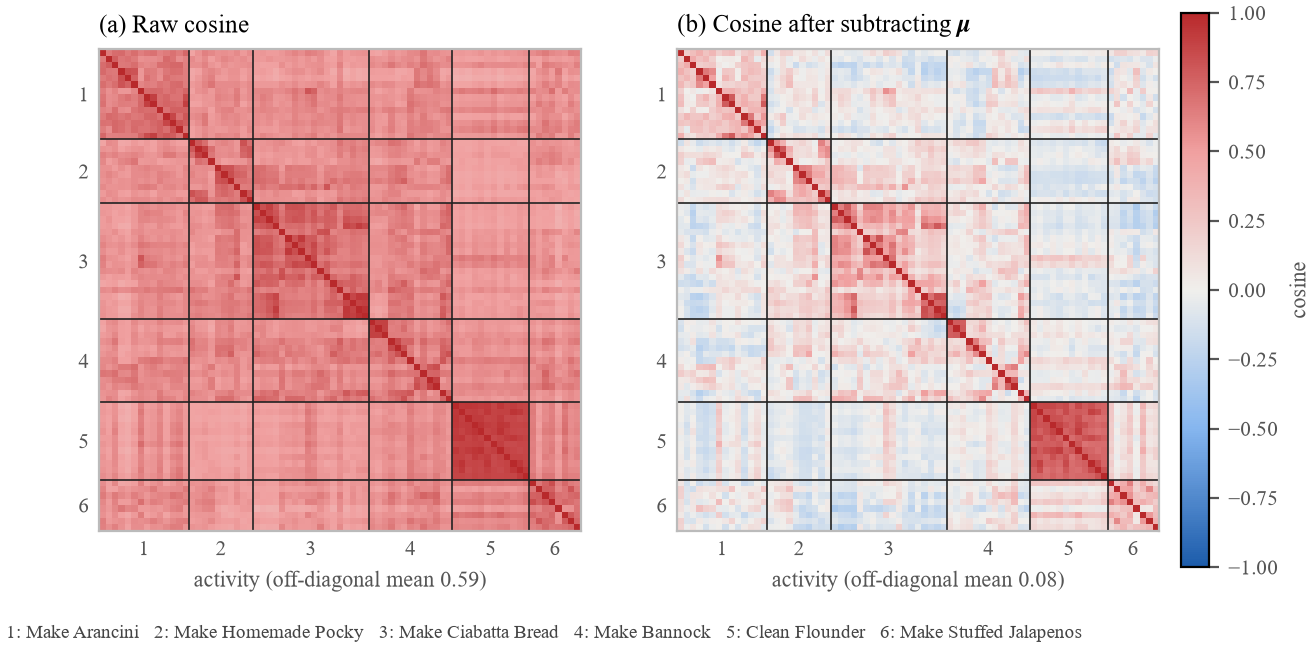 (a) Raw cosine
(b) Cosine after subtracting μ
1
2
3
4
5
6
1 2 3 4 5 6
activity (off-diagonal mean 0.59)
1
2
3
4
5
6
1 2 3 4 5 6
activity (off-diagonal mean 0.08)
1.00
0.75
0.50
0.25
0.00
−0.25
−0.50
−0.75
−1.00
cosine
1: Make Arancini 2: Make Homemade Pocky 3: Make Ciabatta Bread 4: Make Bannock 5: Clean Flounder 6: Make Stuffed Jalapenos